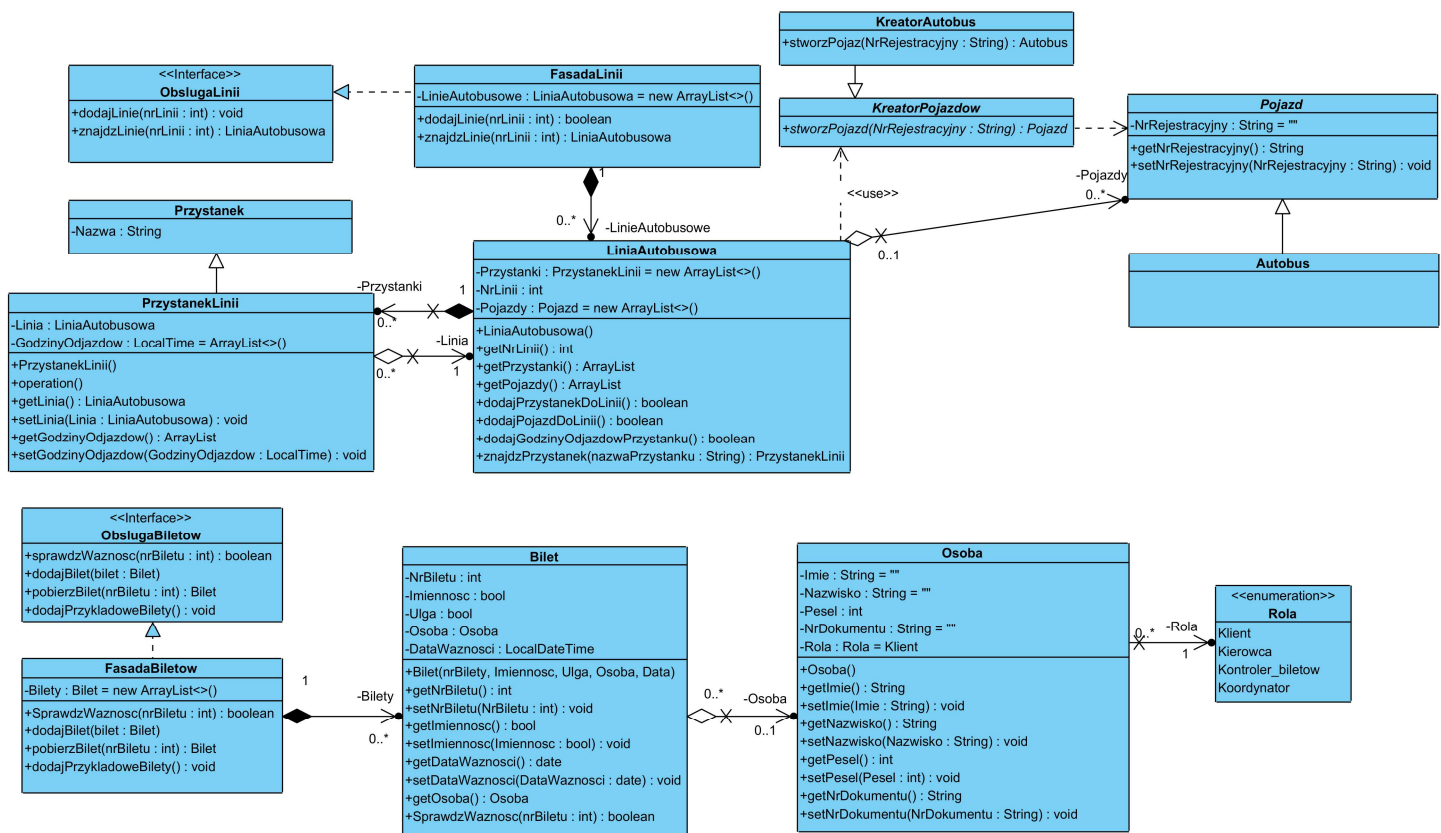 KreatorAutobus
+stworzPojaz(NrRejestracyjny : String) : Autobus
<<Interface>>
ObslugaLinii
+dodajLinie(nrLinii : int) : void
+znajdzLinie(nrLinii : int) : LiniaAutobusowa
FasadaLinii
-LinieAutobusowe : LiniaAutobusowa = new ArrayList<>()
+dodajLinie(nrLinii : int) : boolean
+znajdzLinie(nrLinii : int) : LiniaAutobusowa
KreatorPojazdow
+stworzPojazd(NrRejestracyjny : String) : Pojazd
Pojazd
-NrRejestracyjny : String = ""
+getNrRejestracyjny() : String
+setNrRejestracyjny(NrRejestracyjny : String) : void
1
0..*
-LinieAutobusowe
<<use>>
-Pojazdy
0..*
0..1
Przystanek
-Nazwa : String
Autobus
LiniaAutobusowa
-Przystanki : PrzystanekLinii = new ArrayList<>()
-NrLinii : int
-Pojazdy : Pojazd = new ArrayList<>()
+LiniaAutobusowa()
+getNrLinii() : int
+getPrzystanki() : ArrayList
+getPojazdy() : ArrayList
+dodajPrzystanekDoLinii() : boolean
+dodajPojazdDoLinii() : boolean
+dodajGodzinyOdjazdowPrzystanku() : boolean
+znajdzPrzystanek(nazwaPrzystanku : String) : PrzystanekLinii
-Przystanki
1
0..*
-Linia
0..*
1
PrzystanekLinii
-Linia : LiniaAutobusowa
-GodzinyOdjazdow : LocalTime = ArrayList<>()
+PrzystanekLinii()
+operation()
+getLinia() : LiniaAutobusowa
+setLinia(Linia : LiniaAutobusowa) : void
+getGodzinyOdjazdow() : ArrayList
+setGodzinyOdjazdow(GodzinyOdjazdow : LocalTime) : void
<<Interface>>
ObslugaBiletow
+sprawdzWaznosc(nrBiletu : int) : boolean
+dodajBilet(bilet : Bilet)
+pobierzBilet(nrBiletu : int) : Bilet
+dodajPrzykladoweBilety() : void
FasadaBiletow
-Bilety : Bilet = new ArrayList<>()
+SprawdzWaznosc(nrBiletu : int) : boolean
+dodajBilet(bilet : Bilet)
+pobierzBilet(nrBiletu : int) : Bilet
+dodajPrzykladoweBilety() : void
1
-Bilety
0..*
Bilet
-NrBiletu : int
-Imiennosc : bool
-Ulga : bool
-Osoba : Osoba
-DataWaznosci : LocalDateTime
+Bilet(nrBilety, Imiennosc, Ulga, Osoba, Data)
+getNrBiletu() : int
+setNrBiletu(NrBiletu : int) : void
+getImiennosc() : bool
+setImiennosc(Imiennosc : bool) : void
+getDataWaznosci() : date
+setDataWaznosci(DataWaznosci : date) : void
+getOsoba() : Osoba
+SprawdzWaznosc(nrBiletu : int) : boolean
0..*
-Osoba
0..1
Osoba
-Imie : String = ""
-Nazwisko : String = ""
-Pesel : int
-NrDokumentu : String = ""
-Rola : Rola = Klient
+Osoba()
+getImie() : String
+setImie(Imie : String) : void
+getNazwisko() : String
+setNazwisko(Nazwisko : String) : void
+getPesel() : int
+setPesel(Pesel : int) : void
+getNrDokumentu() : String
+setNrDokumentu(NrDokumentu : String) : void
0..*
-Rola
1
<<enumeration>>
Rola
Klient
Kierowca
Kontroler_biletow
Koordynator